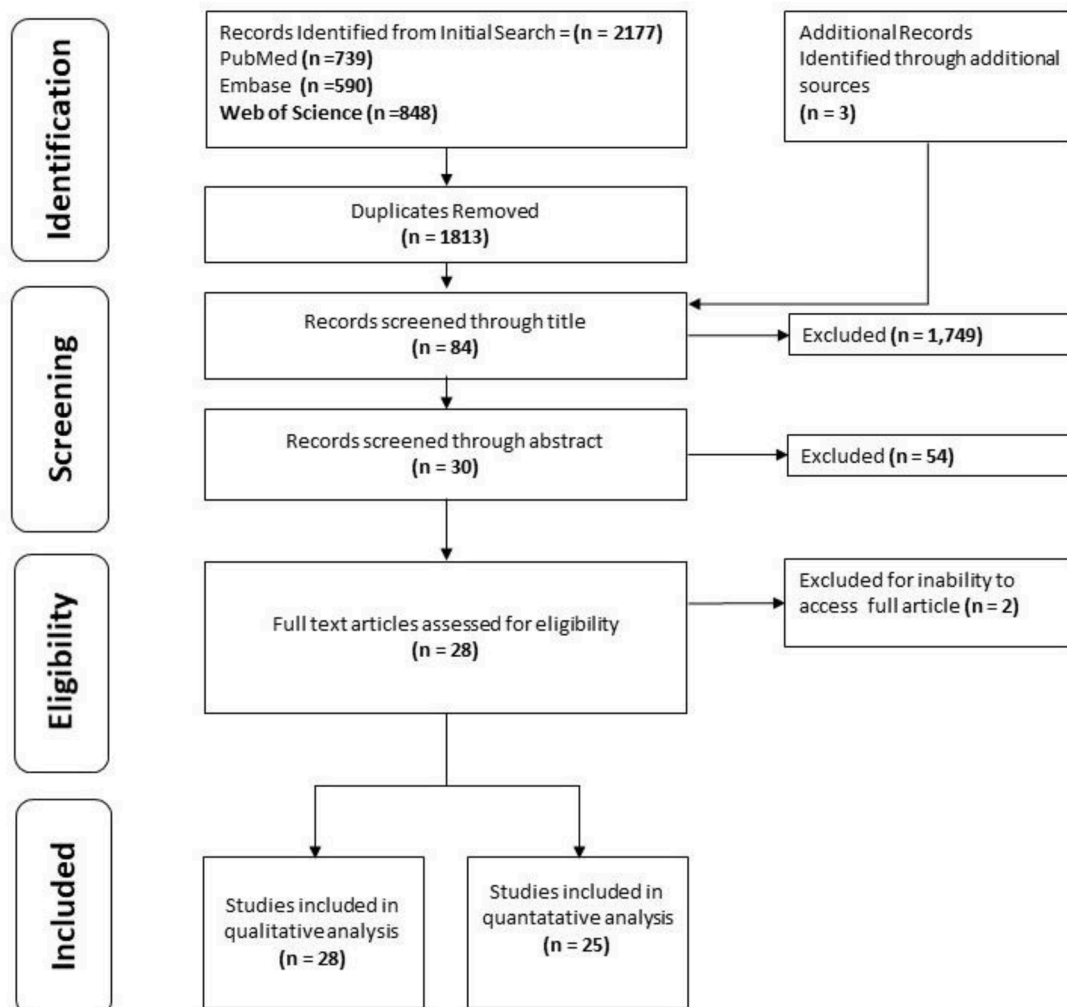 Identification
Records Identified from Initial Search = (n = 2177)
PubMed (n =739)
Embase (n =590)
Web of Science (n =848)
Additional Records
Identified through additional
sources
(n = 3)
Duplicates Removed
(n = 1813)
Screening
Records screened through title
(n = 84)
Excluded (n = 1,749)
Records screened through abstract
(n = 30)
Excluded (n = 54)
Eligibility
Full text articles assessed for eligibility
(n = 28)
Excluded for inability to
access full article (n = 2)
Included
Studies included in
qualitative analysis
(n = 28)
Studies included in
quantatative analysis
(n = 25)